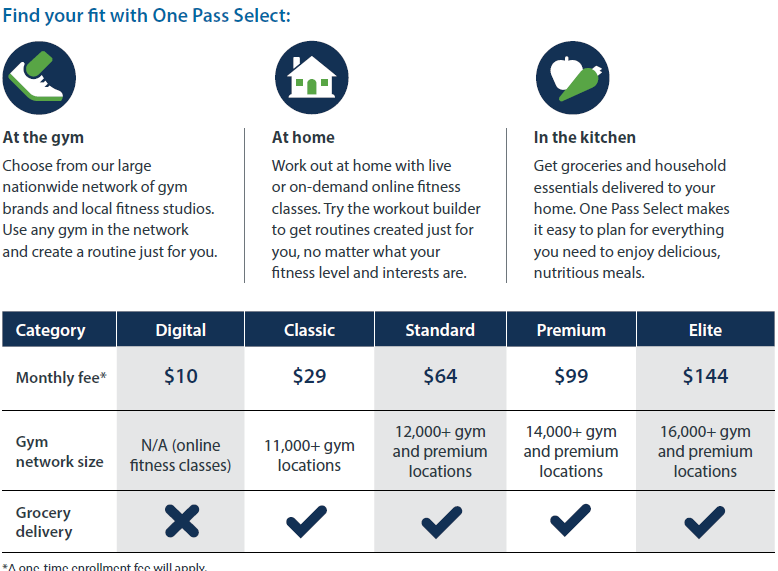 Find your fit with One Pass Select:
At the gym
Choose from our large
nationwide network of gym
brands and local fitness studios.
Use any gym in the network
and create a routine just for you.
At home
Work out at home with live
or on-demand online fitness
classes. Try the workout builder
to get routines created just for
you, no matter what your
fitness level and interests are.
In the kitchen
Get groceries and household
essentials delivered to your
home. One Pass Select makes
it easy to plan for everything
you need to enjoy delicious,
nutritious meals.
Category Digital Classic Standard Premium Elite
Monthly fee* $10 $29 $64 $99 $144
Gym
network size
N/A (online
fitness classes)
11,000+ gym
locations
12,000+ gym
and premium
locations
14,000+ gym
and premium
locations
16,000+ gym
and premium
locations
Grocery
delivery
*A one-time enrollment fee will apply.